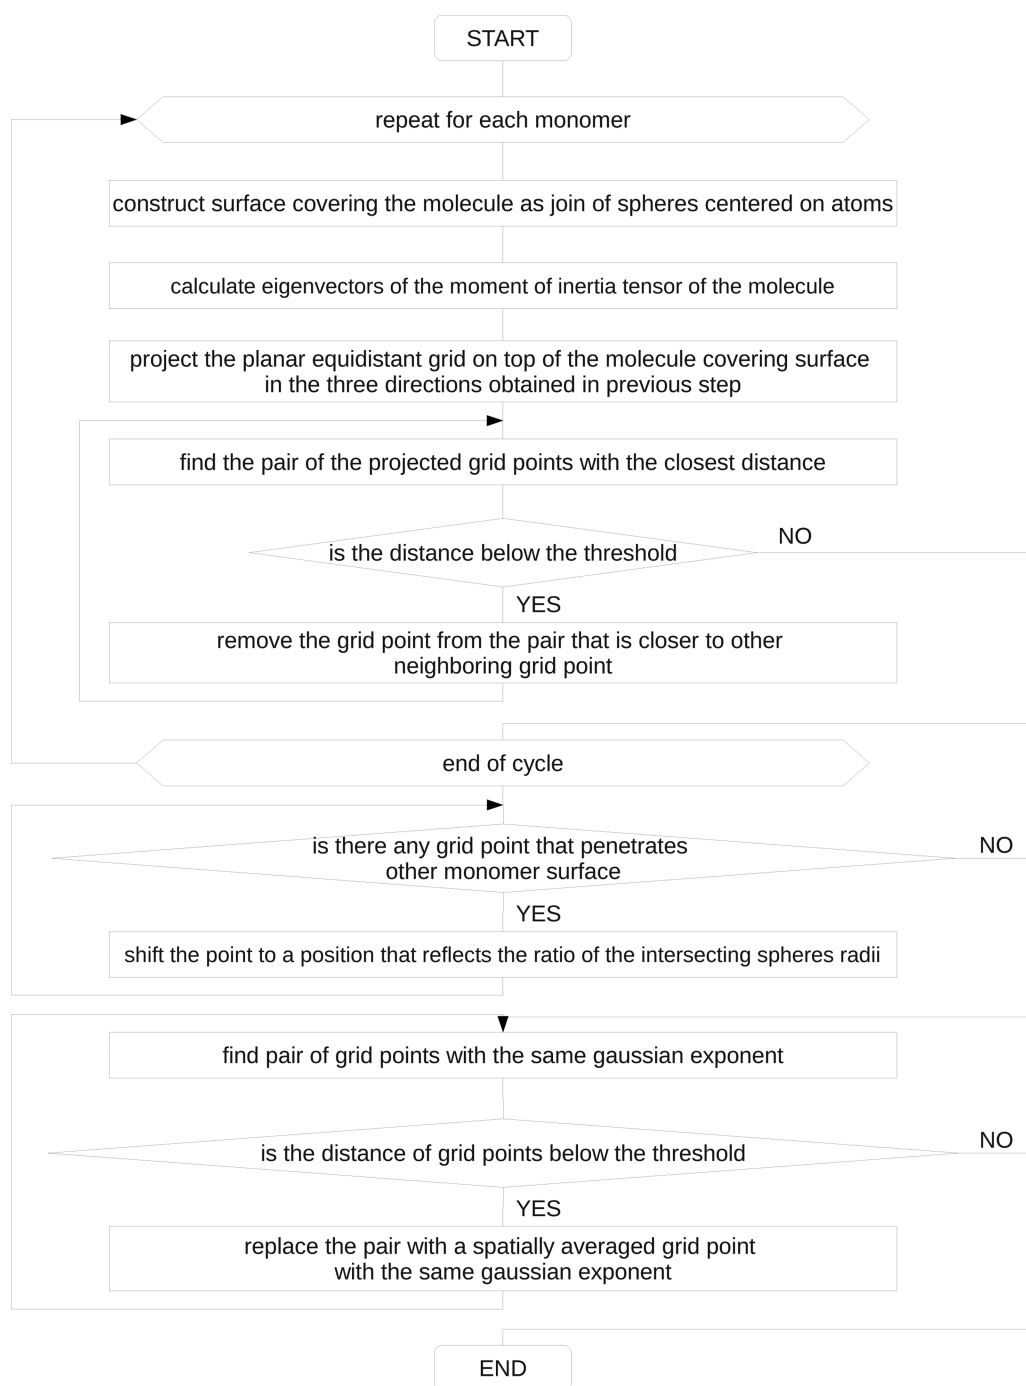 START
repeat for each monomer
construct surface covering the molecule as join of spheres centered on atoms
calculate eigenvectors of the moment of inertia tensor of the molecule
project the planar equidistant grid on top of the molecule covering surface
in the three directions obtained in previous step
find the pair of the projected grid points with the closest distance
is the distance below the threshold
NO
YES
remove the grid point from the pair that is closer to other
neighboring grid point
end of cycle
is there any grid point that penetrates
other monomer surface
NO
YES
shift the point to a position that reflects the ratio of the intersecting spheres radii
find pair of grid points with the same gaussian exponent
is the distance of grid points below the threshold
NO
YES
replace the pair with a spatially averaged grid point
with the same gaussian exponent
END